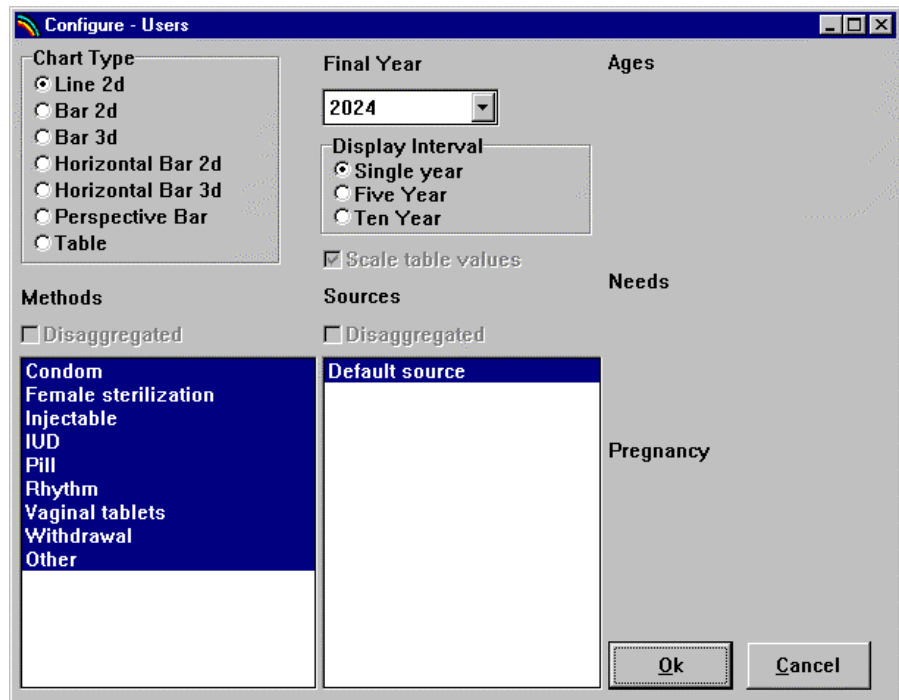 Configure - Users
Chart Type
Line 2d
Bar 2d
Bar 3d
Horizontal Bar 2d
Horizontal Bar 3d
Perspective Bar
Table
Final Year
2024
Display Interval
Single year
Five Year
Ten Year
Scale table values
Ages
Needs
Pregnancy
Methods
Disaggregated
Condom
Female sterilization
Injectable
IUD
Pill
Rhythm
Vaginal tablets
Withdrawal
Other
Sources
Disaggregated
Default source
Ok
Cancel